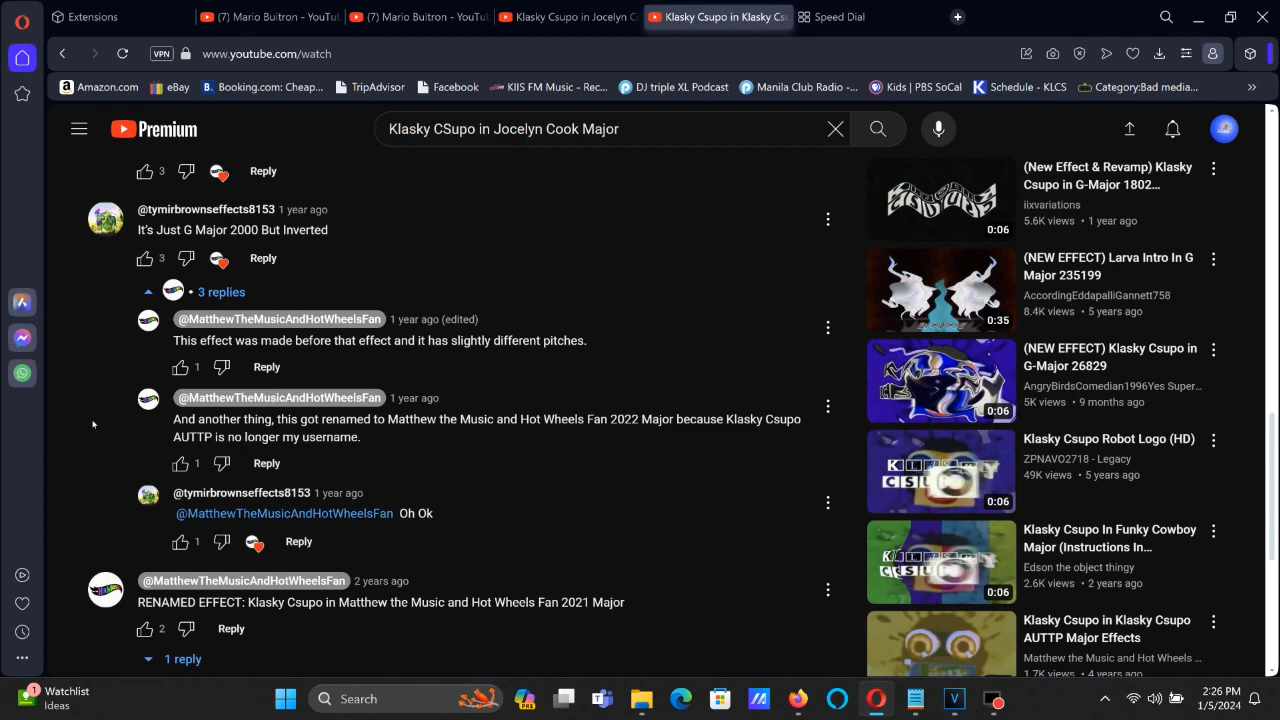 Extensions
(7) Mario Buitron - YouTu
(7) Mario Buitron - YouTu
Klasky Csupo in Jocelyn Co
Klasky Csupo in Klasky Cs
Speed Dial
VPN
www.youtube.com/watch
Amazon.com
eBay
Booking.com: Cheap...
TripAdvisor
Facebook
KIIS FM Music - Rec...
DJ triple XL Podcast
Manila Club Radio -...
Kids | PBS SoCal
Schedule - KLCS
Category:Bad media...
Premium
Klasky CSupo in Jocelyn Cook Major
3
Reply
@tymirbrownseffects8153 1 year ago
It's Just G Major 2000 But Inverted
3
Reply
• 3 replies
@MatthewTheMusicAndHotWheelsFan 1 year ago (edited)
This effect was made before that effect and it has slightly different pitches.
1
Reply
@MatthewTheMusicAndHotWheelsFan 1 year ago
And another thing, this got renamed to Matthew the Music and Hot Wheels Fan 2022 Major because Klasky Csupo
AUTTP is no longer my username.
1
Reply
@tymirbrownseffects8153 1 year ago
@MatthewTheMusicAndHotWheelsFan Oh Ok
1
Reply
@MatthewTheMusicAndHotWheelsFan 2 years ago
RENAMED EFFECT: Klasky Csupo in Matthew the Music and Hot Wheels Fan 2021 Major
2
Reply
1 reply
0:06
(New Effect & Revamp) Klasky
Csupo in G-Major 1802...
iixvariations
5.6K views • 1 year ago
0:35
(NEW EFFECT) Larva Intro In G
Major 235199
AccordingEddapalliGannett758
8.4K views • 5 years ago
0:06
(NEW EFFECT) Klasky Csupo in
G-Major 26829
AngryBirdsComedian1996Yes Super...
5K views • 9 months ago
KLASKY
CSUPO
0:06
Klasky Csupo Robot Logo (HD)
ZPNAVO2718 - Legacy
49K views • 5 years ago
KLASKY
CSUPO
0:06
Klasky Csupo In Funky Cowboy
Major (Instructions In...
Edson the object thingy
2.6K views • 2 years ago
Klasky Csupo in Klasky Csupo
AUTTP Major Effects
Matthew the Music and Hot Wheels ...
1.7K views • 2 years ago
1
Watchlist
Ideas
Search
PRE
2:26 PM
1/5/2024